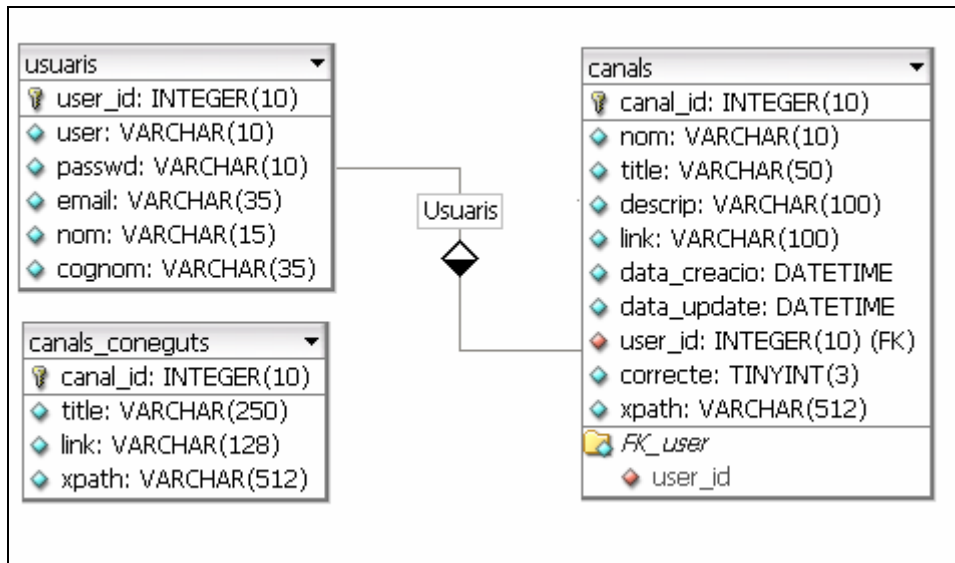 usuaris
user_id: INTEGER(10)
user: VARCHAR(10)
passwd: VARCHAR(10)
email: VARCHAR(35)
nom: VARCHAR(15)
cognom: VARCHAR(35)
canals_coneguts
canal_id: INTEGER(10)
title: VARCHAR(250)
link: VARCHAR(128)
xpath: VARCHAR(512)
Usuaris
canals
canal_id: INTEGER(10)
nom: VARCHAR(10)
title: VARCHAR(50)
descrip: VARCHAR(100)
link: VARCHAR(100)
data_creacio: DATETIME
data_update: DATETIME
user_id: INTEGER(10) (FK)
correcte: TINYINT(3)
xpath: VARCHAR(512)
FK_user
user_id